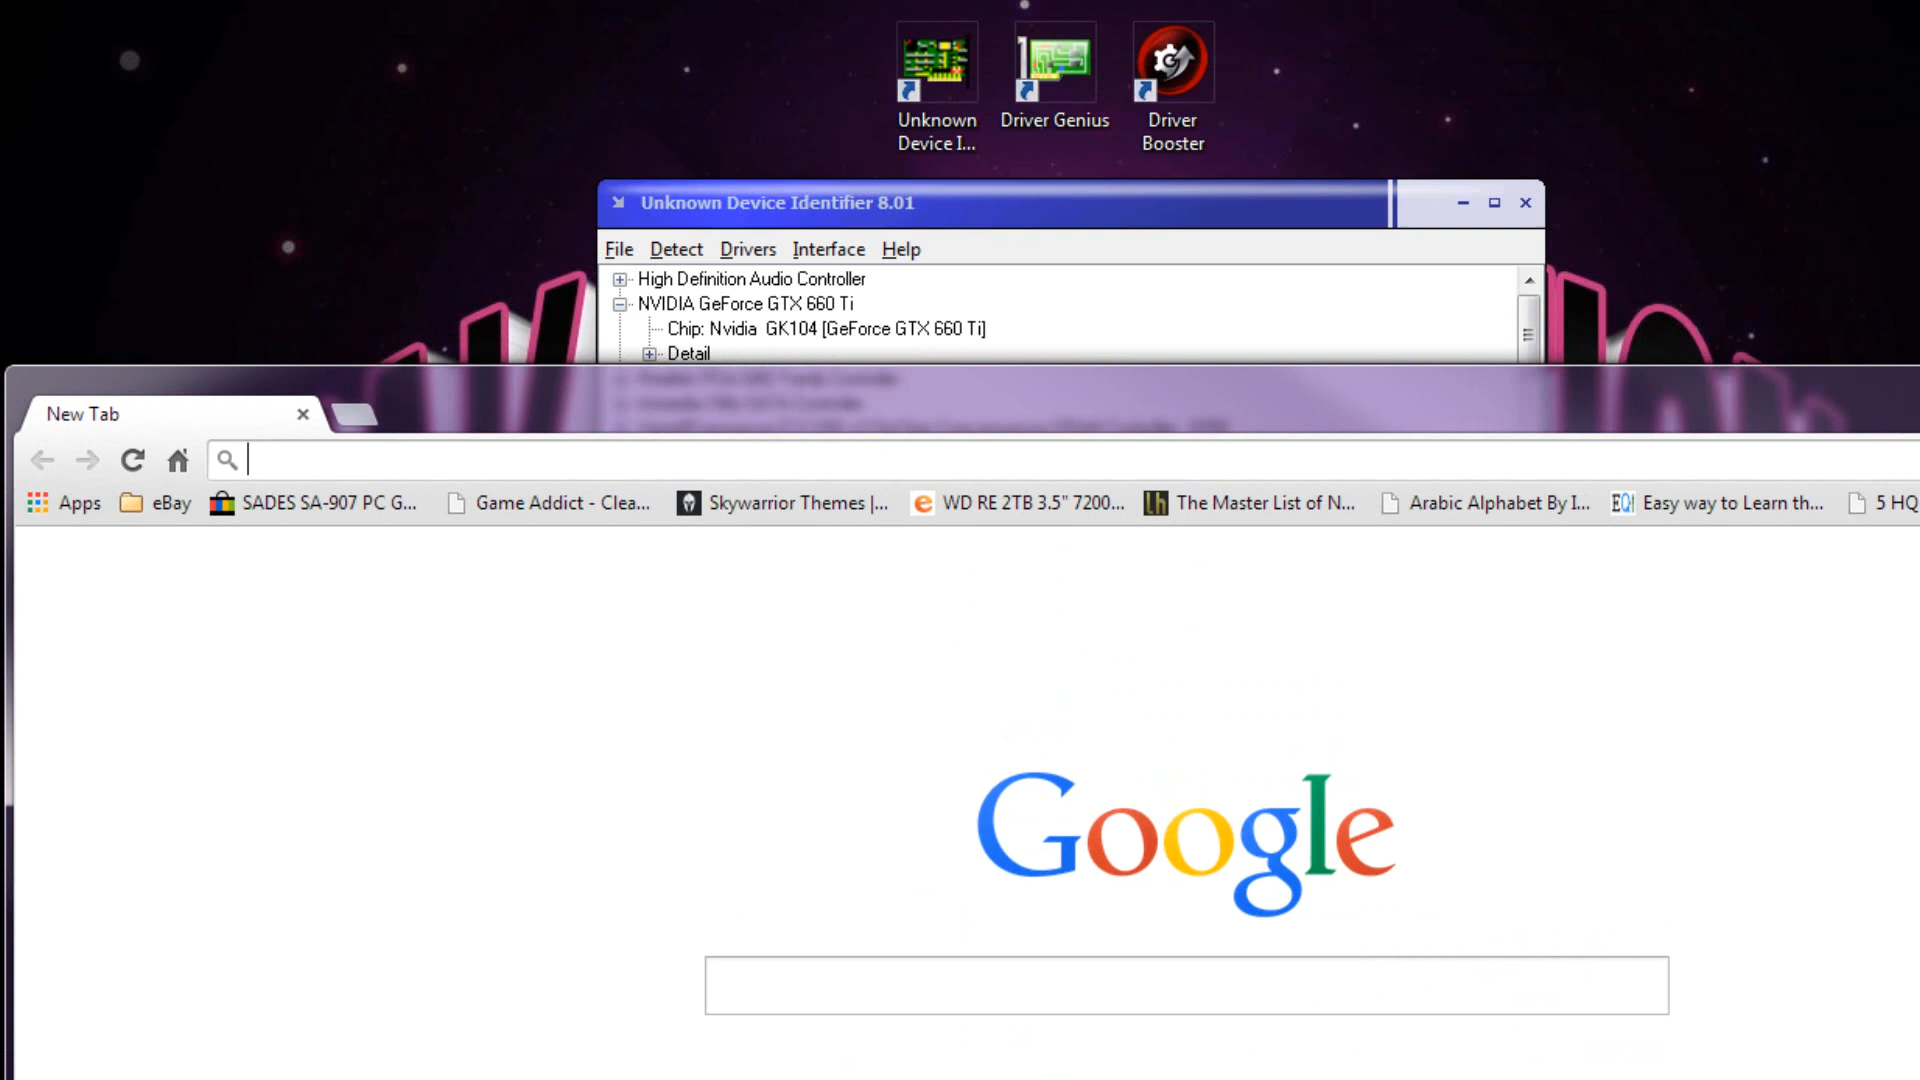 Unknown
Device I...
Driver Genius
Driver
Booster
Unknown Device Identifier 8.01
File Detect Drivers Interface Help
High Definition Audio Controller
NVIDIA GeForce GTX 660 Ti
Chip: Nvidia GK104 [GeForce GTX 660 Ti]
Detail
New Tab
Apps eBay SADES SA-907 PC G... Game Addict - Clea... Skywarrior Themes |... WD RE 2TB 3.5" 7200... The Master List of N... Arabic Alphabet By I... Easy way to Learn th... 5 HQ
Google